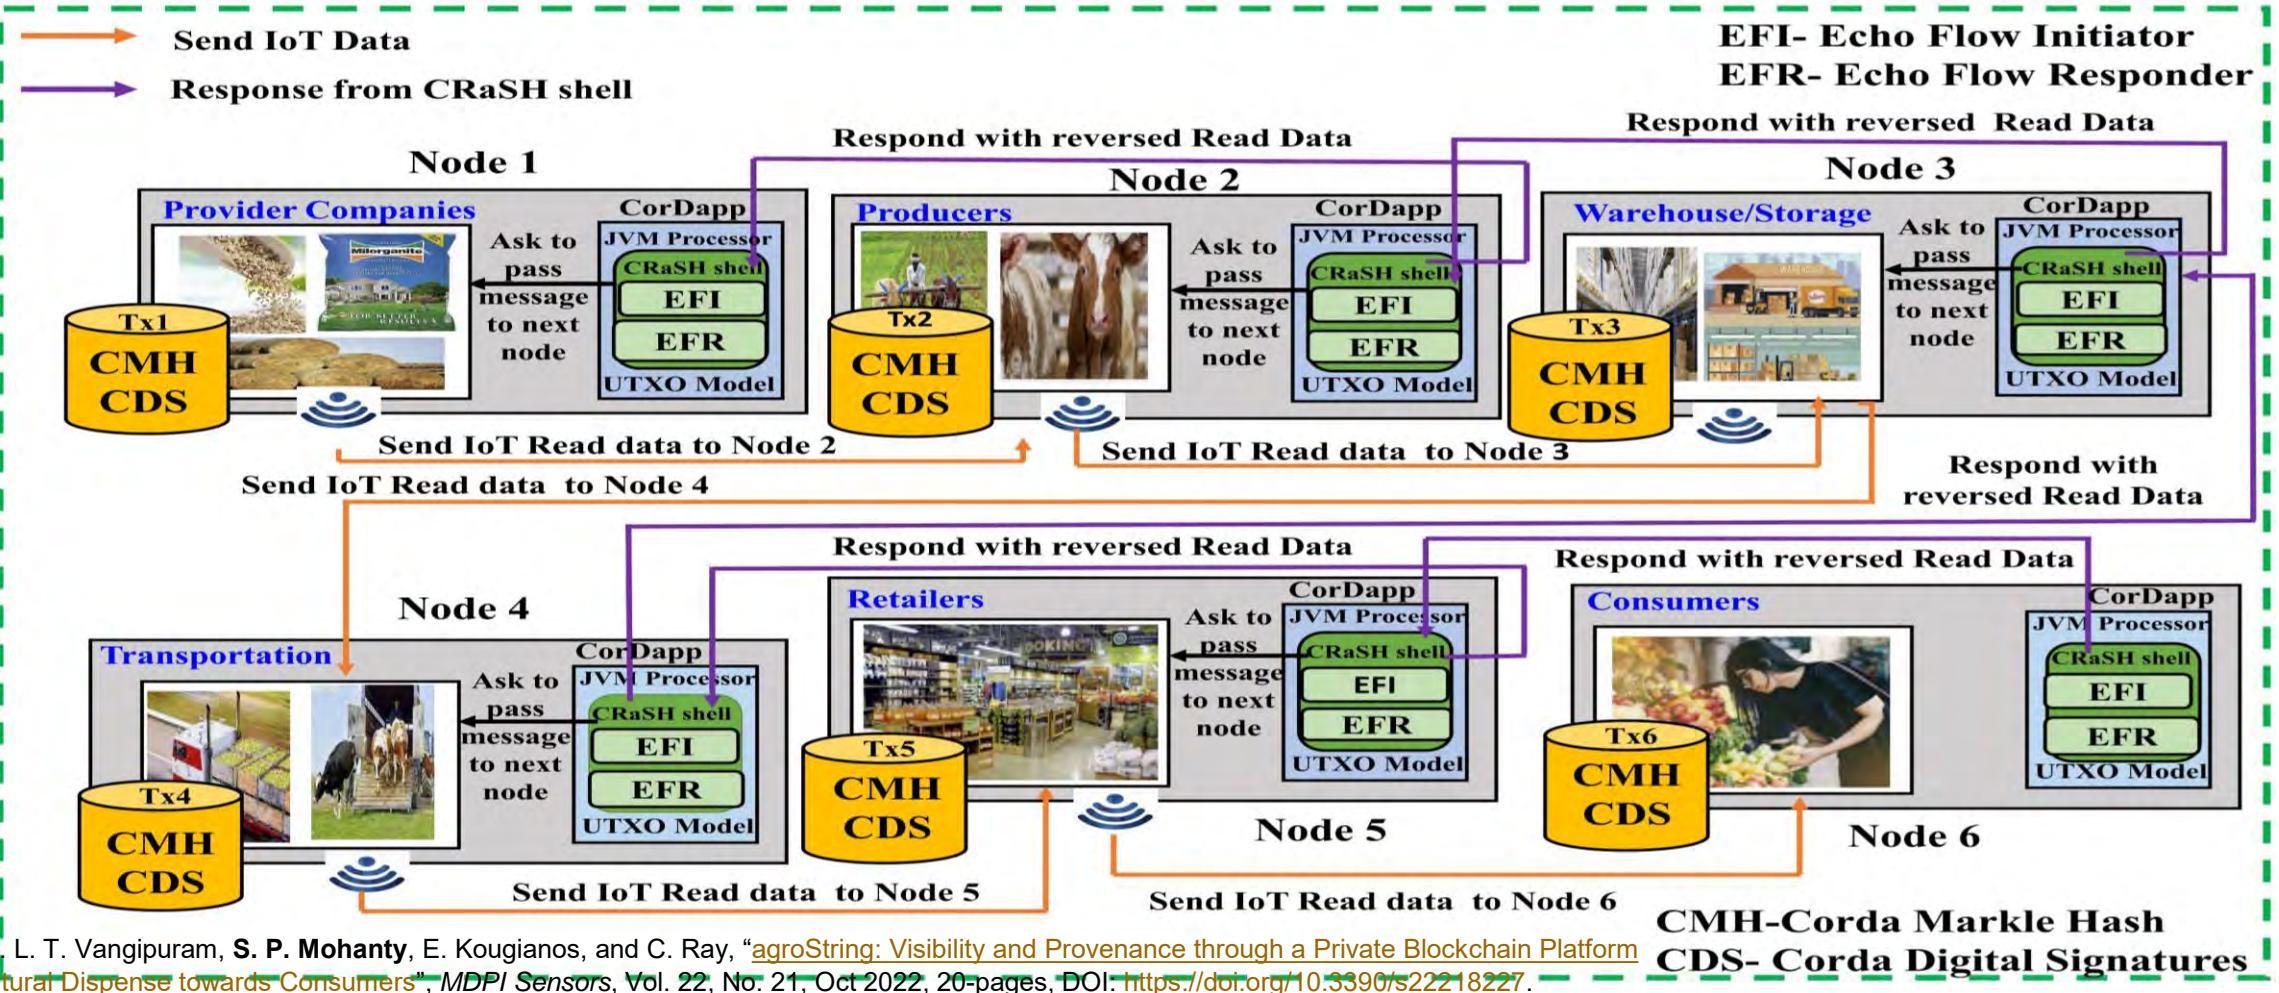 Send IoT Data
Response from CRaSH shell
EFI- Echo Flow Initiator
EFR- Echo Flow Responder
Respond with reversed Read Data
Respond with reversed Read Data
Node 1
Node 2
Node 3
Provider Companies
CorDapp
JVM Processor
CRaSH shell
EFI
EFR
UTXO Model
Ask to
pass
message
to next
node
Milorganite
Tx1
CMH
CDS
Producers
CorDapp
JVM Processor
CRaSH shell
EFI
EFR
UTXO Model
Ask to
pass
message
to next
node
Tx2
CMH
CDS
Warehouse/Storage
CorDapp
JVM Processor
CRaSH shell
EFI
EFR
UTXO Model
Ask to
pass
message
to next
node
Tx3
CMH
CDS
Send IoT Read data to Node 2
Send IoT Read data to Node 3
Send IoT Read data to Node 4
Respond with
reversed Read Data
Respond with reversed Read Data
Respond with reversed Read Data
Node 4
Transportation
CorDapp
JVM Processor
CRaSH shell
EFI
EFR
UTXO Model
Ask to
pass
message
to next
node
Tx4
CMH
CDS
Retailers
CorDapp
JVM Processor
CRaSH shell
EFI
EFR
UTXO Model
Ask to
pass
message
to next
node
Tx5
CMH
CDS
Node 5
Consumers
CorDapp
JVM Processor
CRaSH shell
EFI
EFR
UTXO Model
Tx6
CMH
CDS
Node 6
Send IoT Read data to Node 5
Send IoT Read data to Node 6
CMH-Corda Markle Hash
CDS- Corda Digital Signatures
. L. T. Vangipuram, S. P. Mohanty, E. Kougianos, and C. Ray, “agroString: Visibility and Provenance through a Private Blockchain Platform
tural Dispense towards Consumers”, MDPI Sensors, Vol. 22, No. 21, Oct 2022, 20-pages, DOI: https://doi.org/10.3390/s22218227.